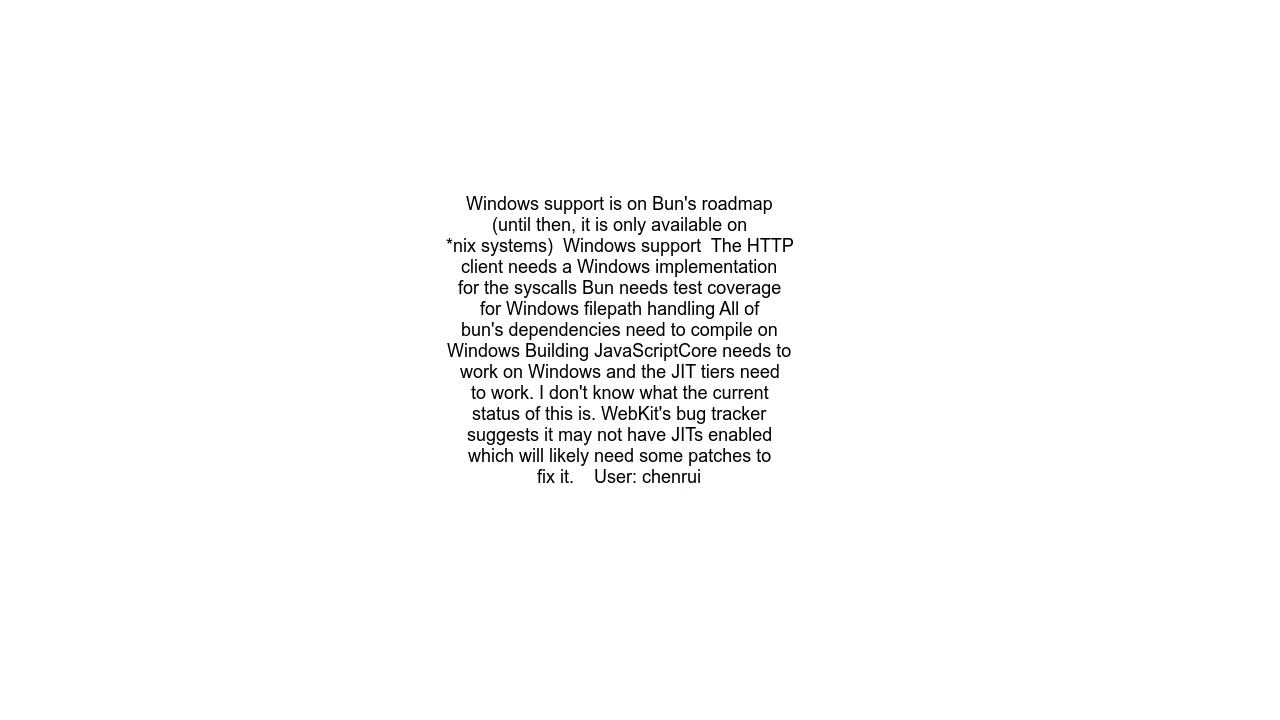 Windows support is on Bun's roadmap
(until then, it is only available on
*nix systems)  Windows support  The HTTP
client needs a Windows implementation
for the syscalls Bun needs test coverage
for Windows filepath handling All of
bun's dependencies need to compile on
Windows Building JavaScriptCore needs to
work on Windows and the JIT tiers need
to work. I don't know what the current
status of this is. WebKit's bug tracker
suggests it may not have JITs enabled
which will likely need some patches to
fix it.    User: chenrui